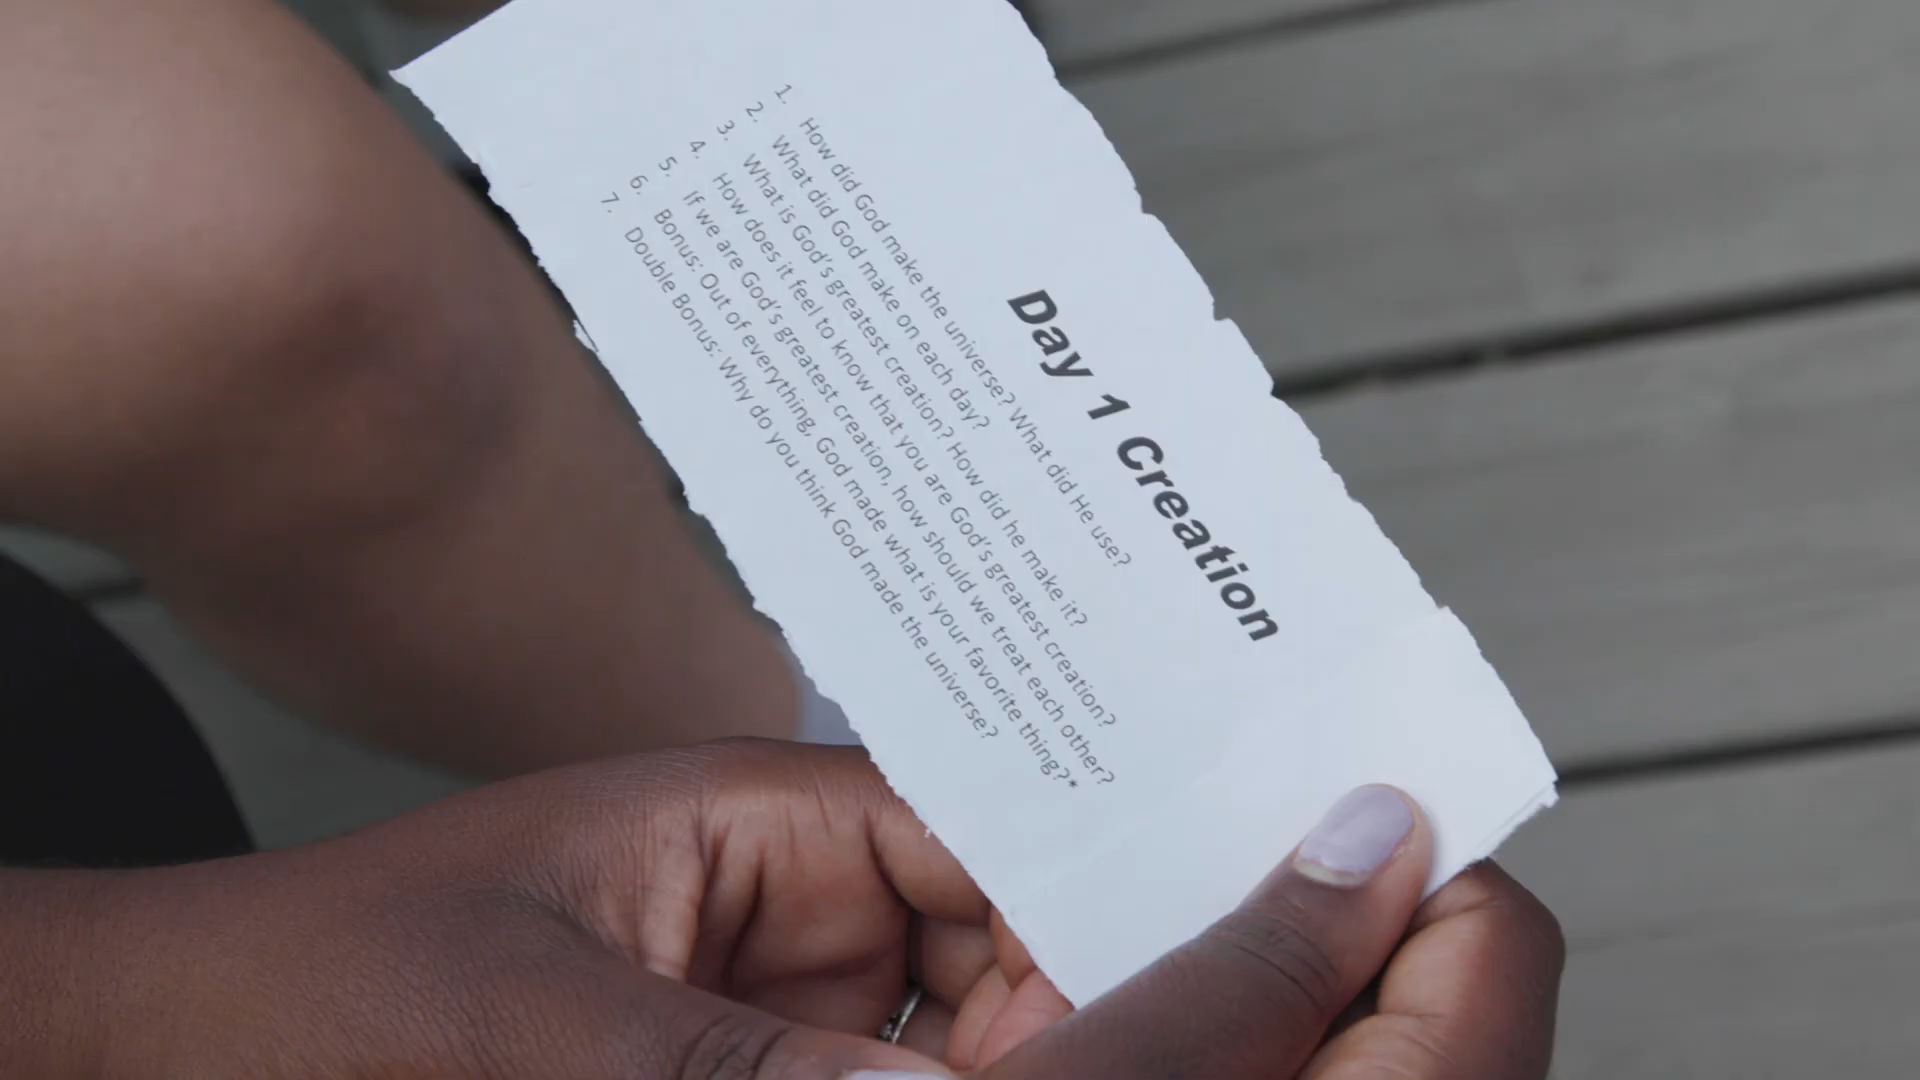 Day 1 Creation
1. How did God make the universe? What did He use?
2. What did God make on each day?
3. What is God's greatest creation? How did he make it?
4. How does it feel to know that you are God's greatest creation?
5. If we are God's greatest creation, how should we treat each other?
6. Bonus: Out of everything, God made what is your favorite thing?*
7. Double Bonus: Why do you think God made the universe?